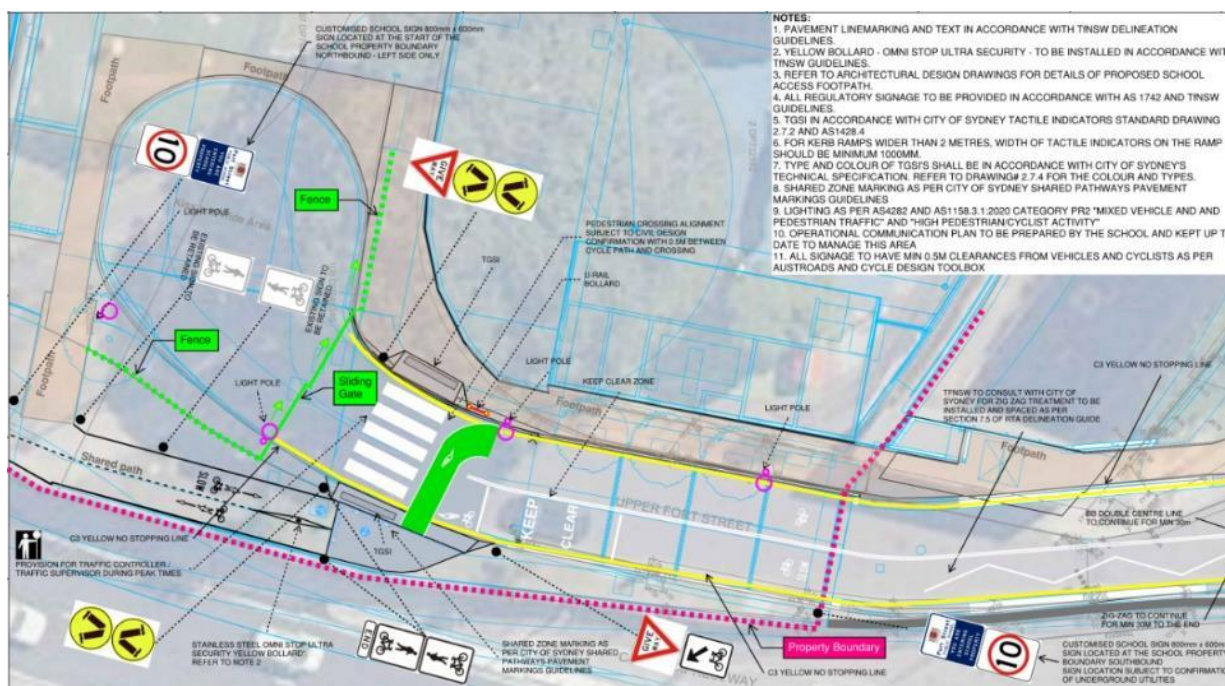 CUSTOMISED SCHOOL SIGN 800mm x 600mm
SIGN LOCATED AT THE START OF THE
SCHOOL PROPERTY BOUNDARY
NORTHBOUND - LEFT SIDE ONLY
NOTES:
1. PAVEMENT LINEMARKING AND TEXT IN ACCORDANCE WITH TfNSW DELINEATION
GUIDELINES.
2. YELLOW BOLLARD - OMNI STOP ULTRA SECURITY - TO BE INSTALLED IN ACCORDANCE WIT
TfNSW GUIDELINES.
3. REFER TO ARCHITECTURAL DESIGN DRAWINGS FOR DETAILS OF PROPOSED SCHOOL
ACCESS FOOTPATH.
4. ALL REGULATORY SIGNAGE TO BE PROVIDED IN ACCORDANCE WITH AS 1742 AND TfNSW
GUIDELINES.
5. TGSI IN ACCORDANCE WITH CITY OF SYDNEY TACTILE INDICATORS STANDARD DRAWING
2.7.2 AND AS1428.4
6. FOR KERB RAMPS WIDER THAN 2 METRES, WIDTH OF TACTILE INDICATORS ON THE RAMP
SHOULD BE MINIMUM 1000MM.
7. TYPE AND COLOUR OF TGSI'S SHALL BE IN ACCORDANCE WITH CITY OF SYDNEY'S
TECHNICAL SPECIFICATION. REFER TO DRAWING# 2.7.4 FOR THE COLOUR AND TYPES.
8. SHARED ZONE MARKING AS PER CITY OF SYDNEY SHARED PATHWAYS PAVEMENT
MARKINGS GUIDELINES
9. LIGHTING AS PER AS4282 AND AS1158.3.1:2020 CATEGORY PR2 "MIXED VEHICLE AND AND
PEDESTRIAN TRAFFIC" AND "HIGH PEDESTRIAN/CYCLIST ACTIVITY"
10. OPERATIONAL COMMUNICATION PLAN TO BE PREPARED BY THE SCHOOL AND KEPT UP T
DATE TO MANAGE THIS AREA
11. ALL SIGNAGE TO HAVE MIN 0.5M CLEARANCES FROM VEHICLES AND CYCLISTS AS PER
AUSTROADS AND CYCLE DESIGN TOOLBOX
Footpath
Footpath
10
GIVE
WAY
Fence
LIGHT POLE
EXISTING SIGN TO
BE RETAINED
EXISTING SIGN TO
BE RETAINED
PEDESTRIAN CROSSING ALIGNMENT
SUBJECT TO CIVIL DESIGN
CONFIRMATION WITH 0.5M BETWEEN
CYCLE PATH AND CROSSING
TGSI
U-RAIL
BOLLARD
Fence
Footpath
LIGHT POLE
Sliding
Gate
LIGHT POLE
KEEP CLEAR ZONE
Footpath
LIGHT POLE
C3 YELLOW NO STOPPING LINE
TFNSW TO CONSULT WITH CITY OF
SYDNEY FOR ZIG ZAG TREATMENT TO BE
INSTALLED AND SPACED AS PER
SECTION 7.5 OF RTA DELINEATION GUIDE
Footpath
Shared path
SLOW
KEEP
CLEAR
UPPER FORT STREET
SLOW
BB DOUBLE CENTRE LINE
TO CONTINUE FOR MIN 30m
C3 YELLOW NO STOPPING LINE
TGSI
PROVISION FOR TRAFFIC CONTROLLER /
TRAFFIC SUPERVISOR DURING PEAK TIMES
ZIG-ZAG TO CONTINUE
FOR MIN 30M TO THE END
STAINLESS STEEL OMNI STOP ULTRA
SECURITY YELLOW BOLLARD
REFER TO NOTE 2
END
SHARED ZONE MARKING AS
PER CITY OF SYDNEY SHARED
PATHWAYS PAVEMENT
MARKINGS GUIDELINES
GIVE
WAY
Property Boundary
C3 YELLOW NO STOPPING LINE
10
CUSTOMISED SCHOOL SIGN 800mm x 600mm
SIGN LOCATED AT THE SCHOOL PROPERTY
BOUNDARY SOUTHBOUND
SIGN LOCATION SUBJECT TO CONFIRMATION
OF UNDERGROUND UTILITIES